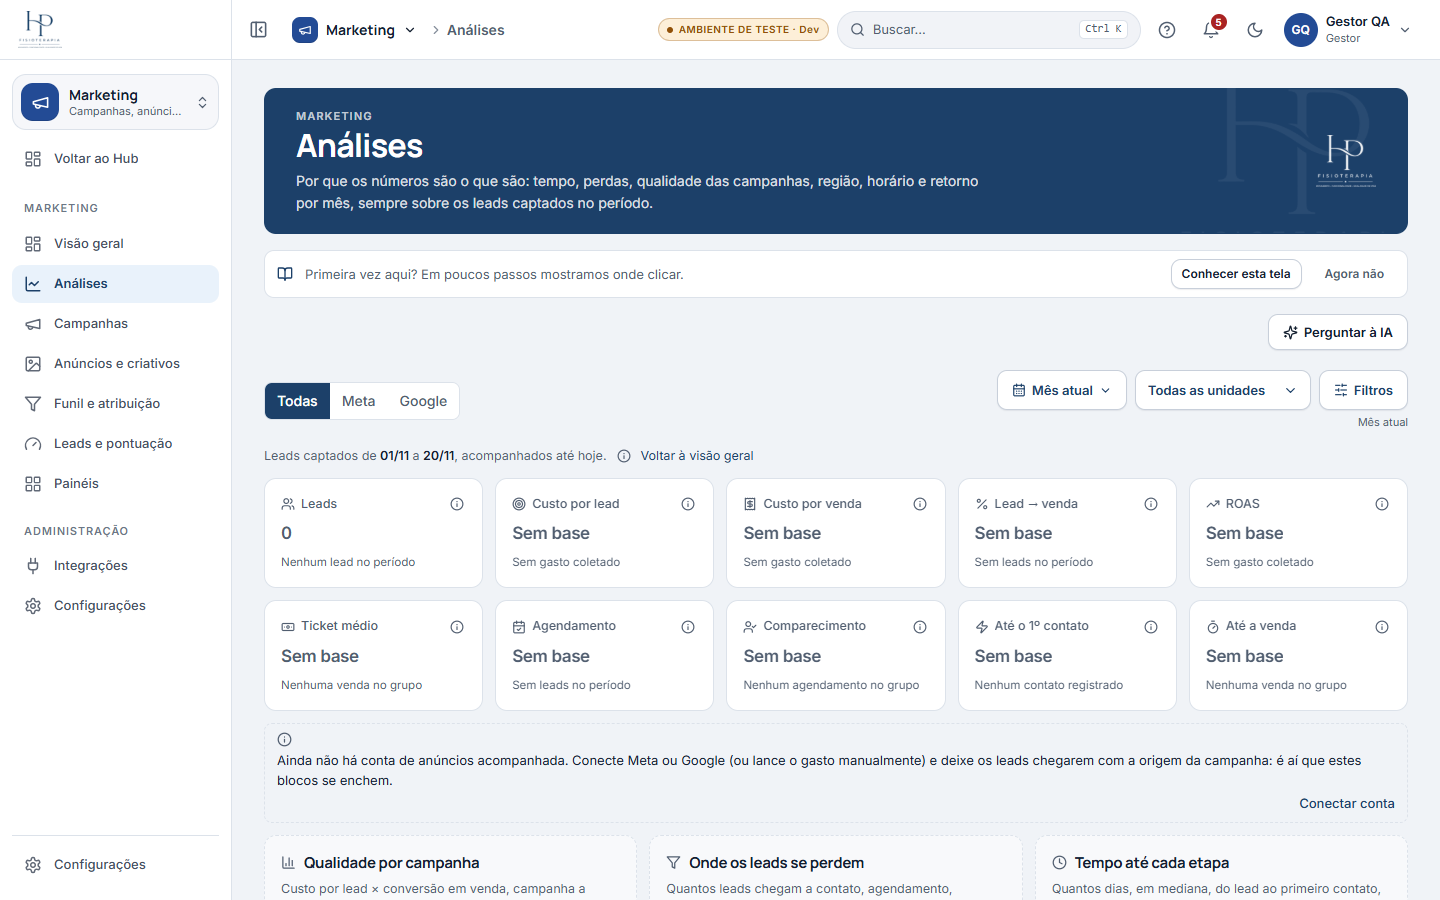 HP
FISIOTERAPIA
Marketing
Análises
AMBIENTE DE TESTE · Dev
Buscar...
Ctrl K
5
GQ
Gestor QA
Gestor
Marketing
Campanhas, anúnci...
Voltar ao Hub
MARKETING
Visão geral
Análises
Campanhas
Anúncios e criativos
Funil e atribuição
Leads e pontuação
Painéis
ADMINISTRAÇÃO
Integrações
Configurações
Configurações
MARKETING
Análises
Por que os números são o que são: tempo, perdas, qualidade das campanhas, região, horário e retorno
por mês, sempre sobre os leads captados no período.
HP
FISIOTERAPIA
Primeira vez aqui? Em poucos passos mostramos onde clicar.
Conhecer esta tela
Agora não
Perguntar à IA
Todas
Meta
Google
Mês atual
Todas as unidades
Filtros
Mês atual
Leads captados de 01/11 a 20/11, acompanhados até hoje.
Voltar à visão geral
Leads
0
Nenhum lead no período
Custo por lead
Sem base
Sem gasto coletado
Custo por venda
Sem base
Sem gasto coletado
Lead → venda
Sem base
Sem leads no período
ROAS
Sem base
Sem gasto coletado
Ticket médio
Sem base
Nenhuma venda no grupo
Agendamento
Sem base
Sem leads no período
Comparecimento
Sem base
Nenhum agendamento no grupo
Até o 1º contato
Sem base
Nenhum contato registrado
Até a venda
Sem base
Nenhuma venda no grupo
Ainda não há conta de anúncios acompanhada. Conecte Meta ou Google (ou lance o gasto manualmente) e deixe os leads chegarem com a origem da campanha: é aí que estes
blocos se enchem.
Conectar conta
Qualidade por campanha
Custo por lead × conversão em venda, campanha a
Onde os leads se perdem
Quantos leads chegam a contato, agendamento,
Tempo até cada etapa
Quantos dias, em mediana, do lead ao primeiro contato,